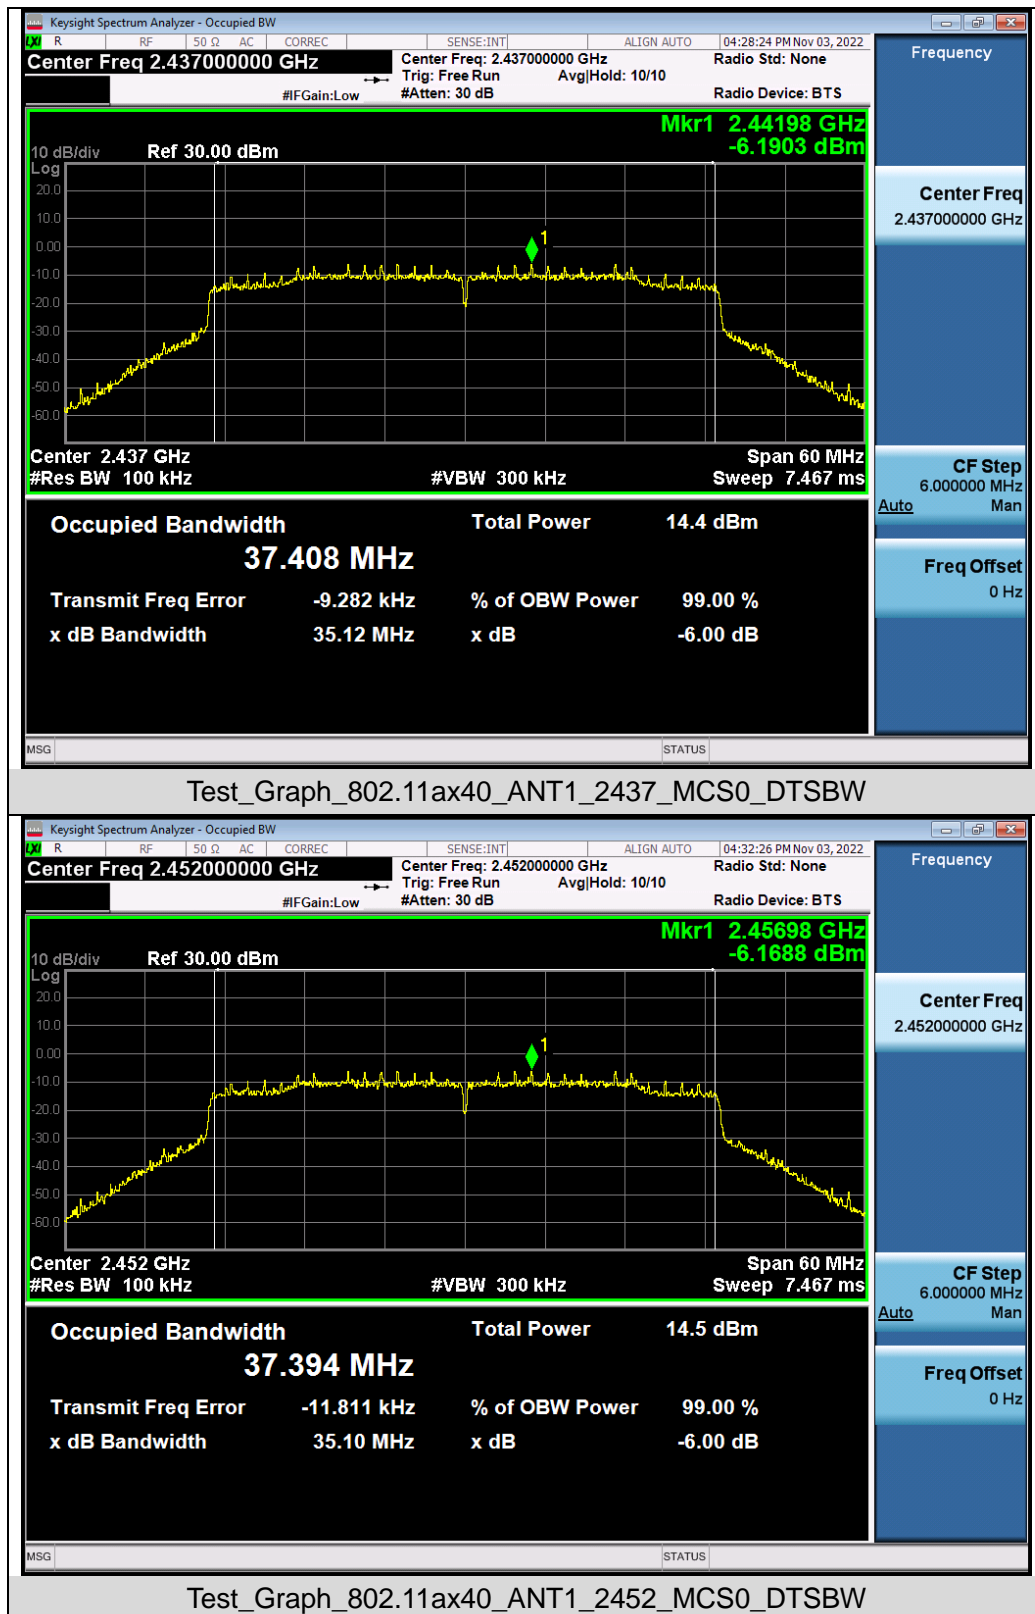 Keysight Spectrum Analyzer - Occupied BW
LXI R RF 50 Ω AC CORREC SENSE:INT ALIGN AUTO 04:28:24 PM Nov 03, 2022
Center Freq 2.437000000 GHz
Center Freq: 2.437000000 GHz Radio Std: None
Trig: Free Run Avg|Hold: 10/10
#IFGain:Low #Atten: 30 dB Radio Device: BTS
Frequency
Mkr1 2.44198 GHz
-6.1903 dBm
10 dB/div Ref 30.00 dBm
Log
20.0
10.0
0.00
-10.0
-20.0
-30.0
-40.0
-50.0
-60.0
1
Center 2.437 GHz Span 60 MHz
#Res BW 100 kHz #VBW 300 kHz Sweep 7.467 ms
Center Freq
2.437000000 GHz
CF Step
6.000000 MHz
Auto Man
Freq Offset
0 Hz
Occupied Bandwidth Total Power 14.4 dBm
37.408 MHz
Transmit Freq Error -9.282 kHz % of OBW Power 99.00 %
x dB Bandwidth 35.12 MHz x dB -6.00 dB
MSG STATUS
Test_Graph_802.11ax40_ANT1_2437_MCS0_DTSBW
Keysight Spectrum Analyzer - Occupied BW
LXI R RF 50 Ω AC CORREC SENSE:INT ALIGN AUTO 04:32:26 PM Nov 03, 2022
Center Freq 2.452000000 GHz
Center Freq: 2.452000000 GHz Radio Std: None
Trig: Free Run Avg|Hold: 10/10
#IFGain:Low #Atten: 30 dB Radio Device: BTS
Frequency
Mkr1 2.45698 GHz
-6.1688 dBm
10 dB/div Ref 30.00 dBm
Log
20.0
10.0
0.00
-10.0
-20.0
-30.0
-40.0
-50.0
-60.0
1
Center 2.452 GHz Span 60 MHz
#Res BW 100 kHz #VBW 300 kHz Sweep 7.467 ms
Center Freq
2.452000000 GHz
CF Step
6.000000 MHz
Auto Man
Freq Offset
0 Hz
Occupied Bandwidth Total Power 14.5 dBm
37.394 MHz
Transmit Freq Error -11.811 kHz % of OBW Power 99.00 %
x dB Bandwidth 35.10 MHz x dB -6.00 dB
MSG STATUS
Test_Graph_802.11ax40_ANT1_2452_MCS0_DTSBW